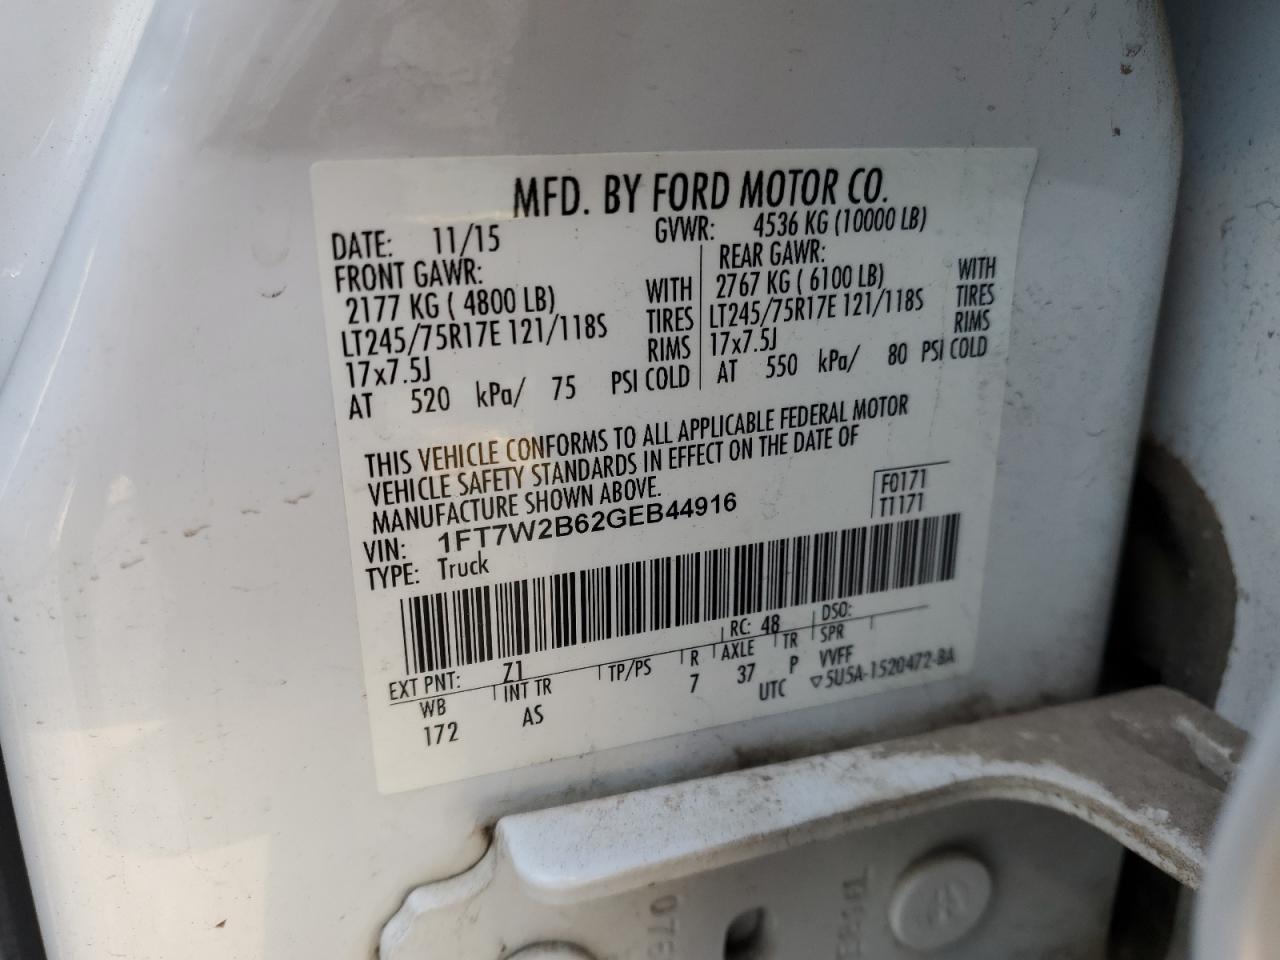 MFD. BY FORD MOTOR CO.
DATE: 11/15 GVWR: 4536 KG (10000 LB)
FRONT GAWR: REAR GAWR:
2177 KG ( 4800 LB) WITH 2767 KG ( 6100 LB) WITH
LT245/75R17E 121/118S TIRES LT245/75R17E 121/118S TIRES
17x7.5J RIMS 17x7.5J RIMS
AT 520 kPa/ 75 PSI COLD AT 550 kPa/ 80 PSI COLD
THIS VEHICLE CONFORMS TO ALL APPLICABLE FEDERAL MOTOR
VEHICLE SAFETY STANDARDS IN EFFECT ON THE DATE OF
MANUFACTURE SHOWN ABOVE.
F0171
T1171
VIN: 1FT7W2B62GEB44916
TYPE: Truck
EXT PNT: Z1 RC: 48 DSO:
WB INT TR TP/PS R AXLE TR SPR
172 AS 7 37 P VVFF
UTC ▽5U5A-1520472-BA